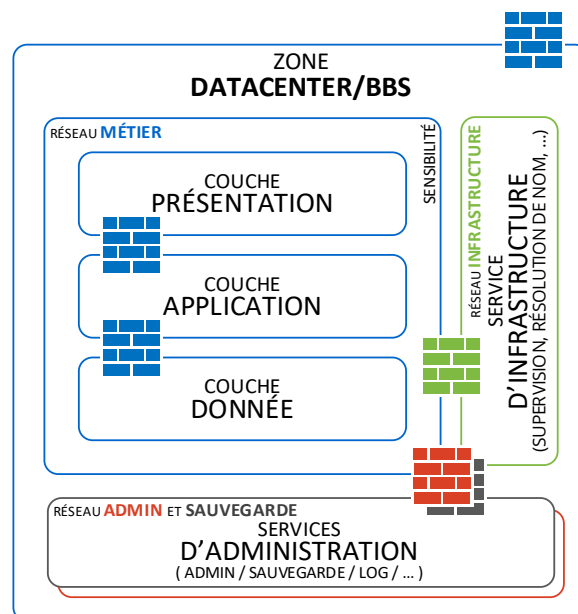 ZONE
DATACENTER/BBS
RÉSEAU MÉTIER
SENSIBILITÉ
COUCHE
PRÉSENTATION
COUCHE
APPLICATION
COUCHE
DONNÉE
RÉSEAU INFRASTRUCTURE
SERVICE
D'INFRASTRUCTURE
(SUPERVISION, RÉSOLUTION DE NOM, ...)
RÉSEAU ADMIN ET SAUVEGARDE
SERVICES
D'ADMINISTRATION
( ADMIN / SAUVEGARDE / LOG / ... )